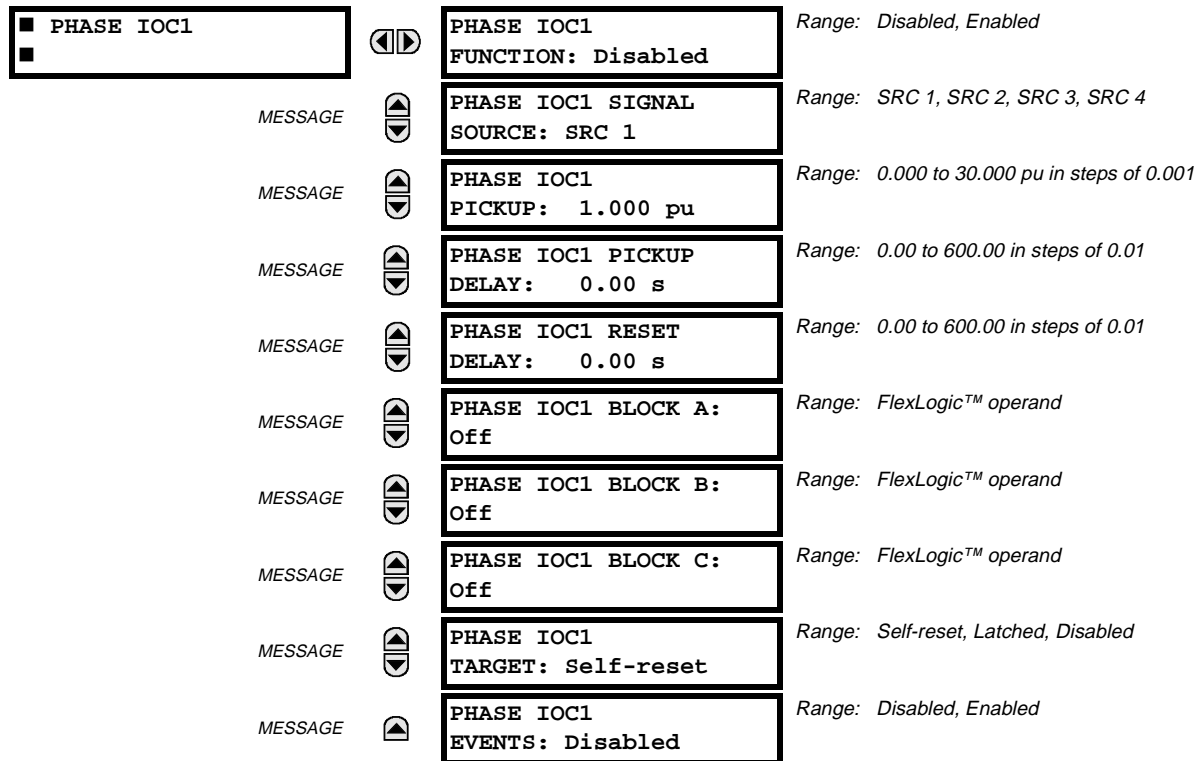 ■ PHASE IOC1
■
PHASE IOC1
FUNCTION: Disabled
Range: Disabled, Enabled
MESSAGE
PHASE IOC1 SIGNAL
SOURCE: SRC 1
Range: SRC 1, SRC 2, SRC 3, SRC 4
MESSAGE
PHASE IOC1
PICKUP: 1.000 pu
Range: 0.000 to 30.000 pu in steps of 0.001
MESSAGE
PHASE IOC1 PICKUP
DELAY: 0.00 s
Range: 0.00 to 600.00 in steps of 0.01
MESSAGE
PHASE IOC1 RESET
DELAY: 0.00 s
Range: 0.00 to 600.00 in steps of 0.01
MESSAGE
PHASE IOC1 BLOCK A:
Off
Range: FlexLogic™ operand
MESSAGE
PHASE IOC1 BLOCK B:
Off
Range: FlexLogic™ operand
MESSAGE
PHASE IOC1 BLOCK C:
Off
Range: FlexLogic™ operand
MESSAGE
PHASE IOC1
TARGET: Self-reset
Range: Self-reset, Latched, Disabled
MESSAGE
PHASE IOC1
EVENTS: Disabled
Range: Disabled, Enabled